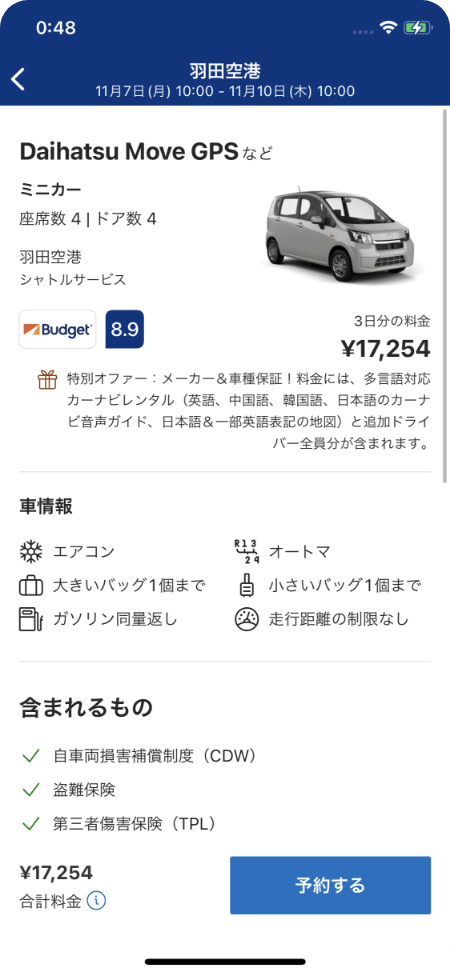 0:48
羽田空港
11月7日(月) 10:00 - 11月10日(木) 10:00
Daihatsu Move GPSなど
ミニカー
座席数 4 | ドア数 4
羽田空港
シャトルサービス
Budget
8.9
3日分の料金
¥17,254
特別オファー：メーカー＆車種保証！料金には、多言語対応
カーナビレンタル（英語、中国語、韓国語、日本語のカーナ
ビ音声ガイド、日本語＆一部英語表記の地図）と追加ドライ
バー全員分が含まれます。
車情報
エアコン
R13
24
オートマ
大きいバッグ1個まで
小さいバッグ1個まで
ガソリン同量返し
走行距離の制限なし
含まれるもの
自車両損害補償制度（CDW）
盗難保険
第三者傷害保険（TPL）
¥17,254
合計料金
予約する